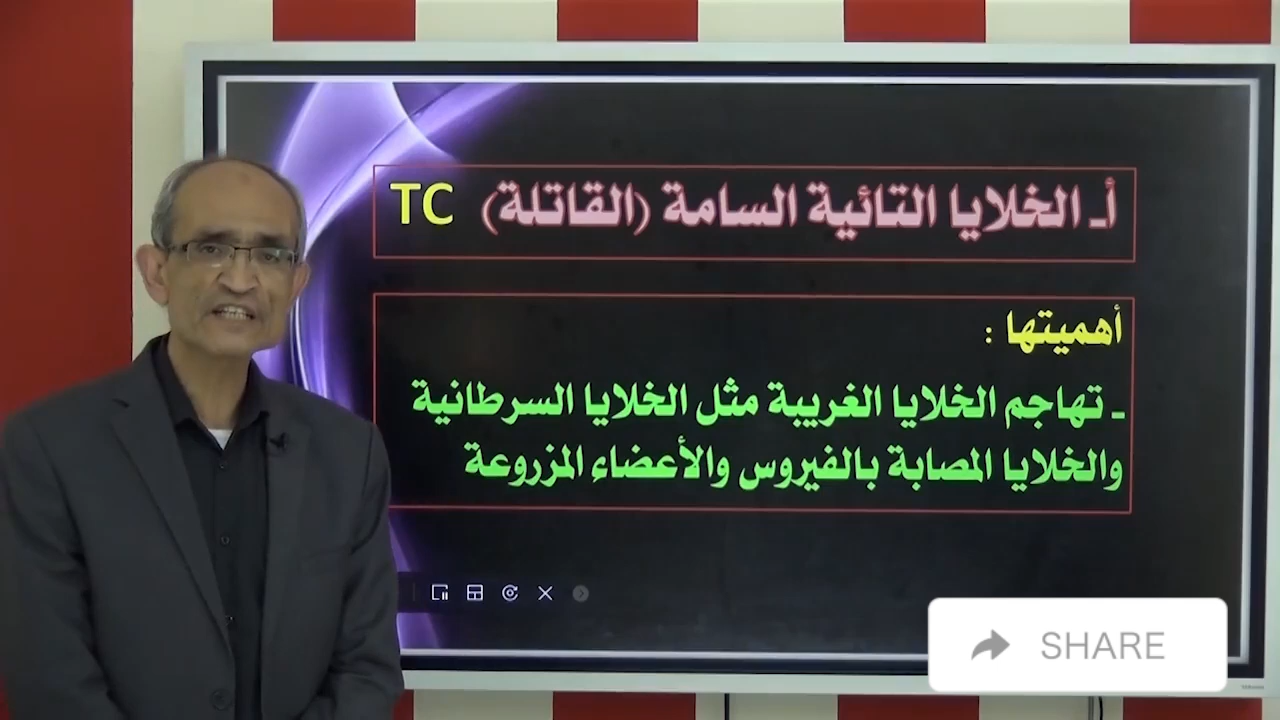 أ ـ الخلايا التائية السامة (القاتلة) TC
أهميتها :
ـ تهاجم الخلايا الغريبة مثل الخلايا السرطانية
والخلايا المصابة بالفيروس والأعضاء المزروعة
SHARE